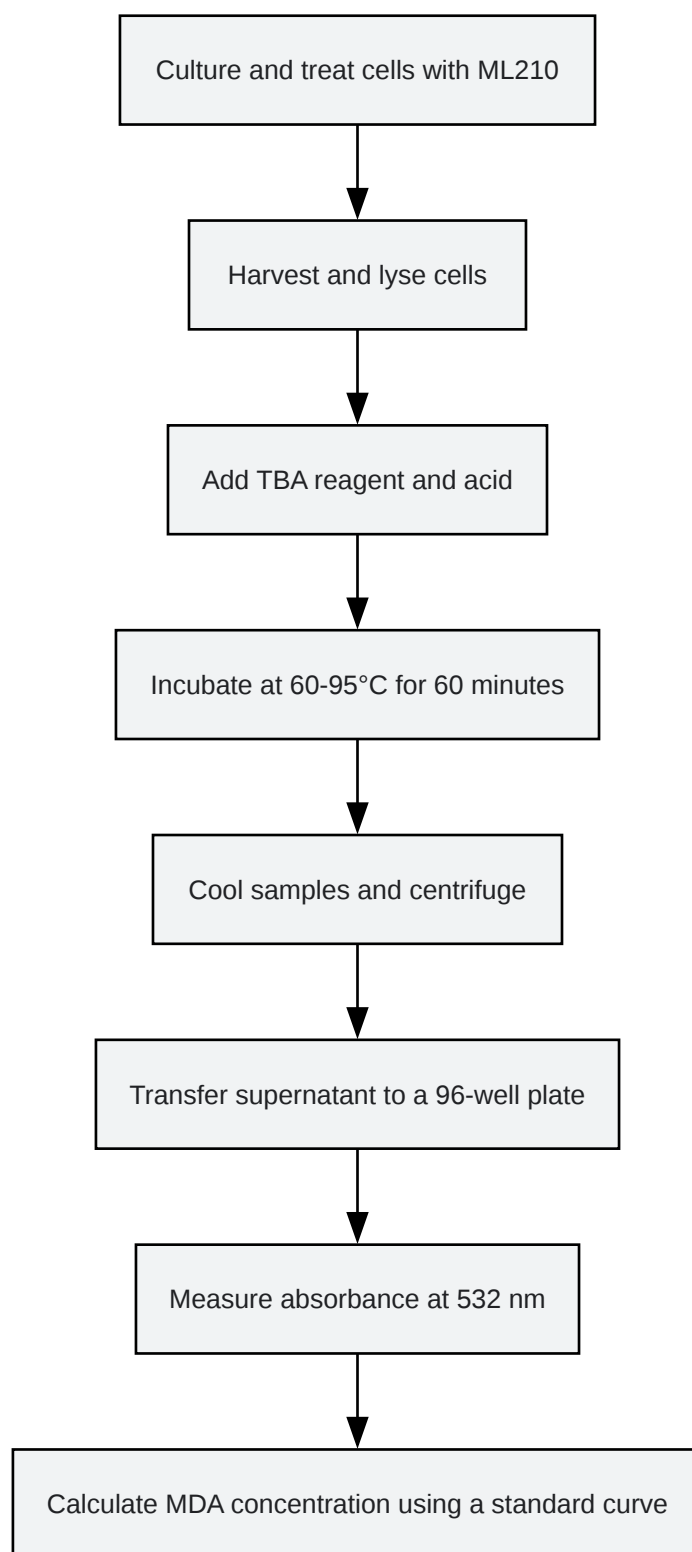 Culture and treat cells with ML210
Harvest and lyse cells
Add TBA reagent and acid
Incubate at 60-95°C for 60 minutes
Cool samples and centrifuge
Transfer supernatant to a 96-well plate
Measure absorbance at 532 nm
Calculate MDA concentration using a standard curve